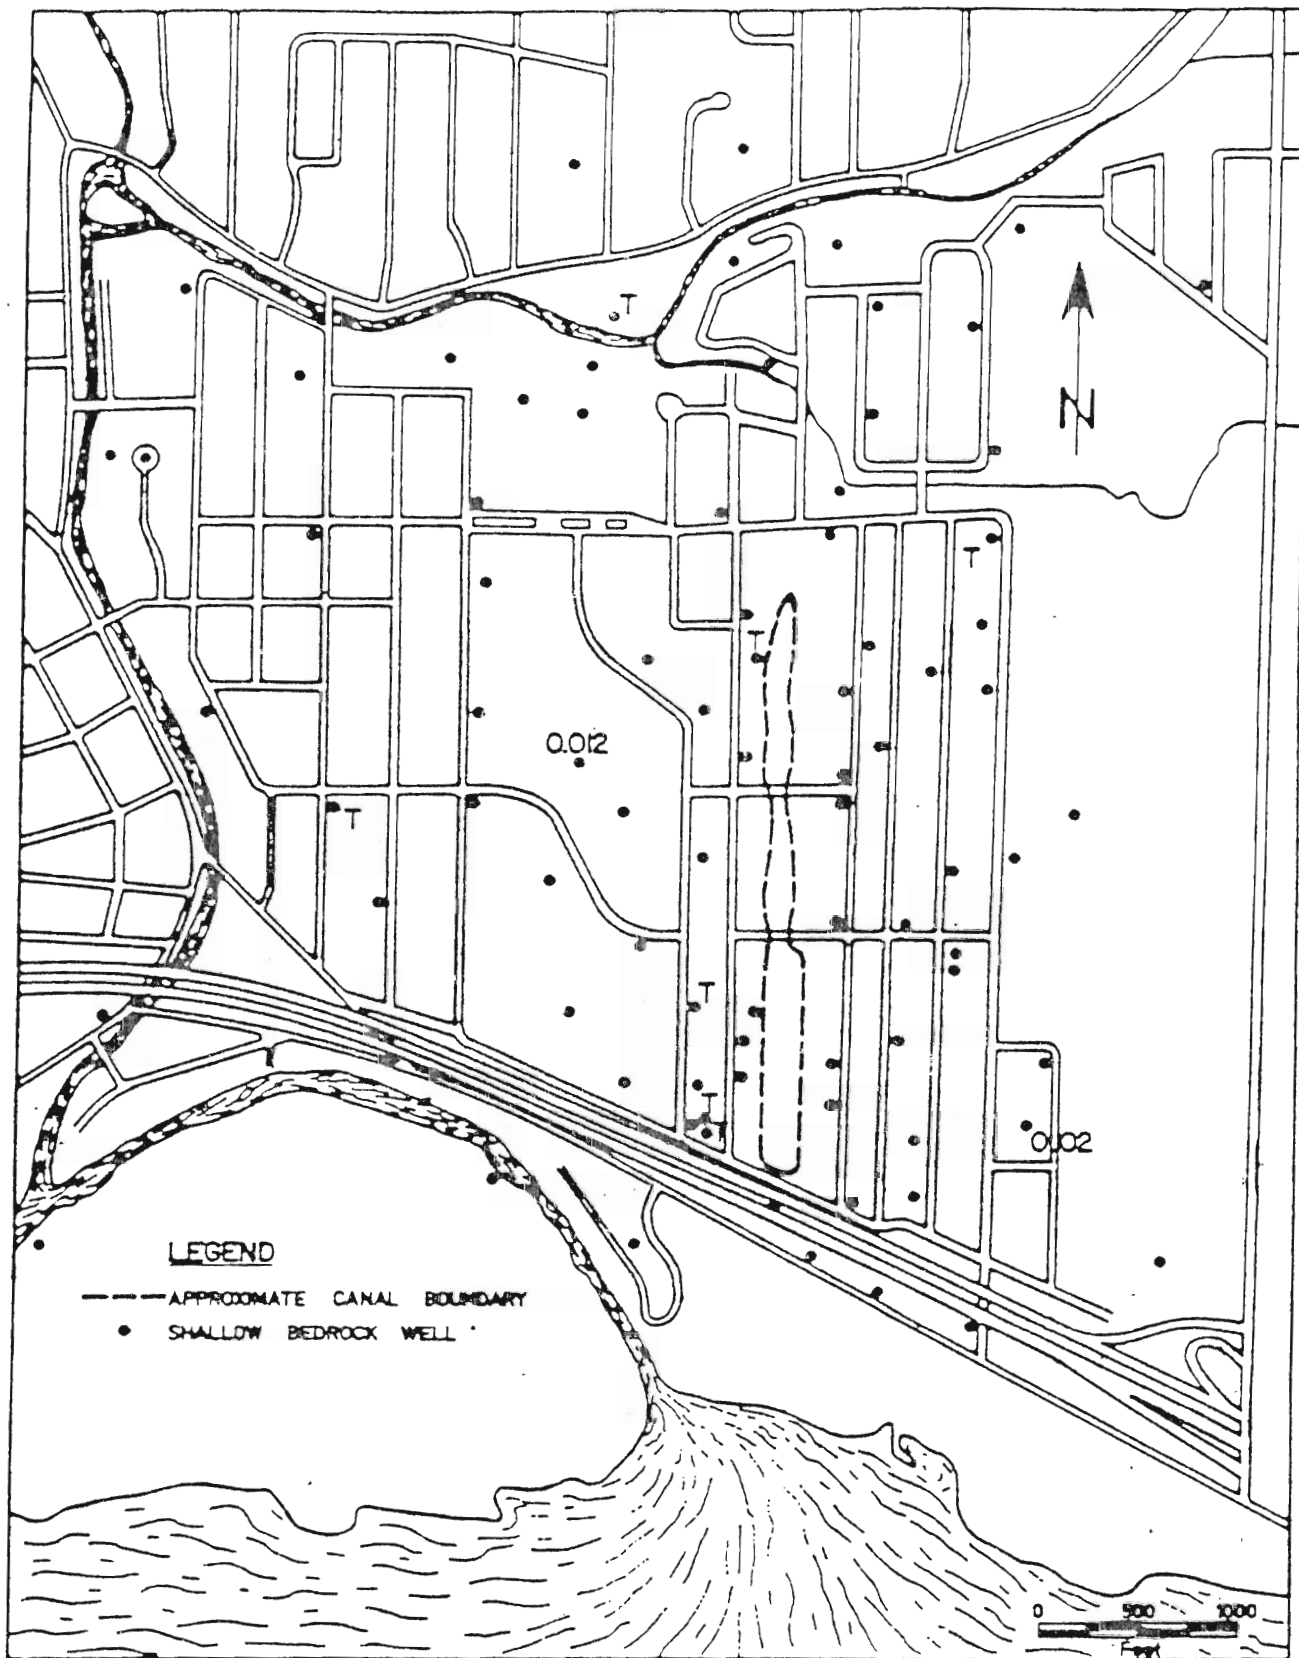 T
N
T
T
0.012
T
T
T
0.02
LEGEND
APPROXIMATE CANAL BOUNDARY
SHALLOW BEDROCK WELL
0 500 1000
Feet